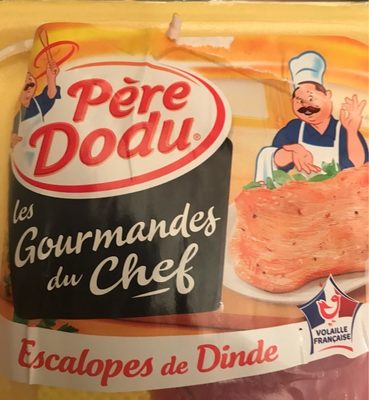 Père
Dodu®
les
Gourmandes
du Chef
VOLAILLE
FRANÇAISE
Escalopes de Dinde